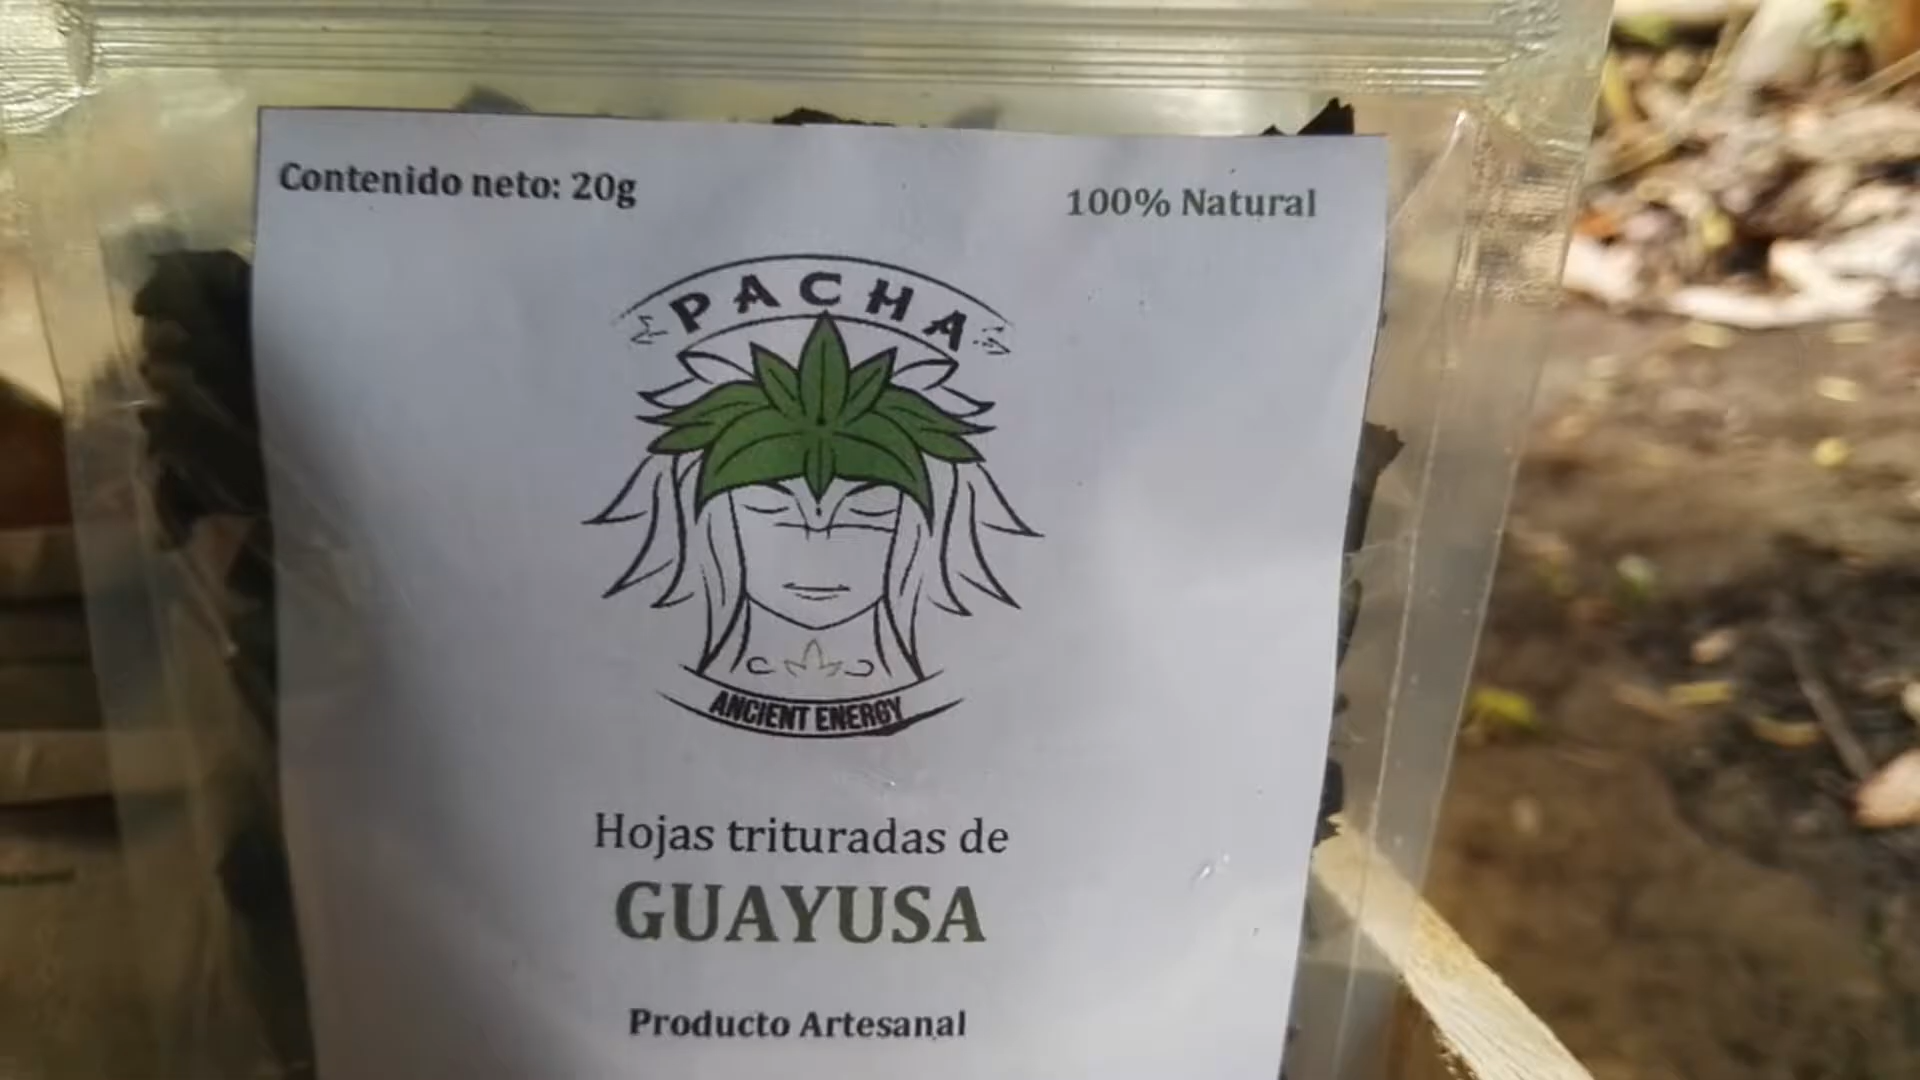 Contenido neto: 20g
100% Natural
PACHA
ANCIENT ENERGY
Hojas trituradas de
GUAYUSA
Producto Artesanal